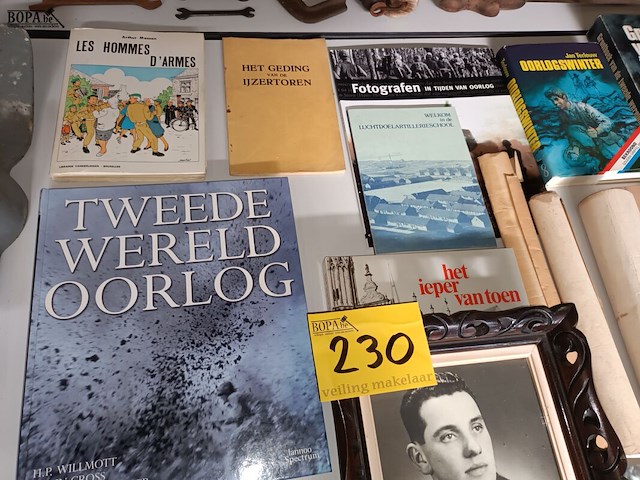 BOPA.be
Arthur Masson
LES HOMMES
D'ARMES
HET GEDING
VAN DE
IJZERTOREN
Fotografen IN TIJDEN VAN OORLOG
Jan Terlouw
OORLOGSWINTER
WELKOM
in de
LUCHTDOELARTILLERIESCHOOL
TWEEDE
WERELD
OORLOG
H.P. WILLMOTT
CROSS
lannoo
Spectrum
het
ieper
van toen
BOPA.be
230
veiling makelaar